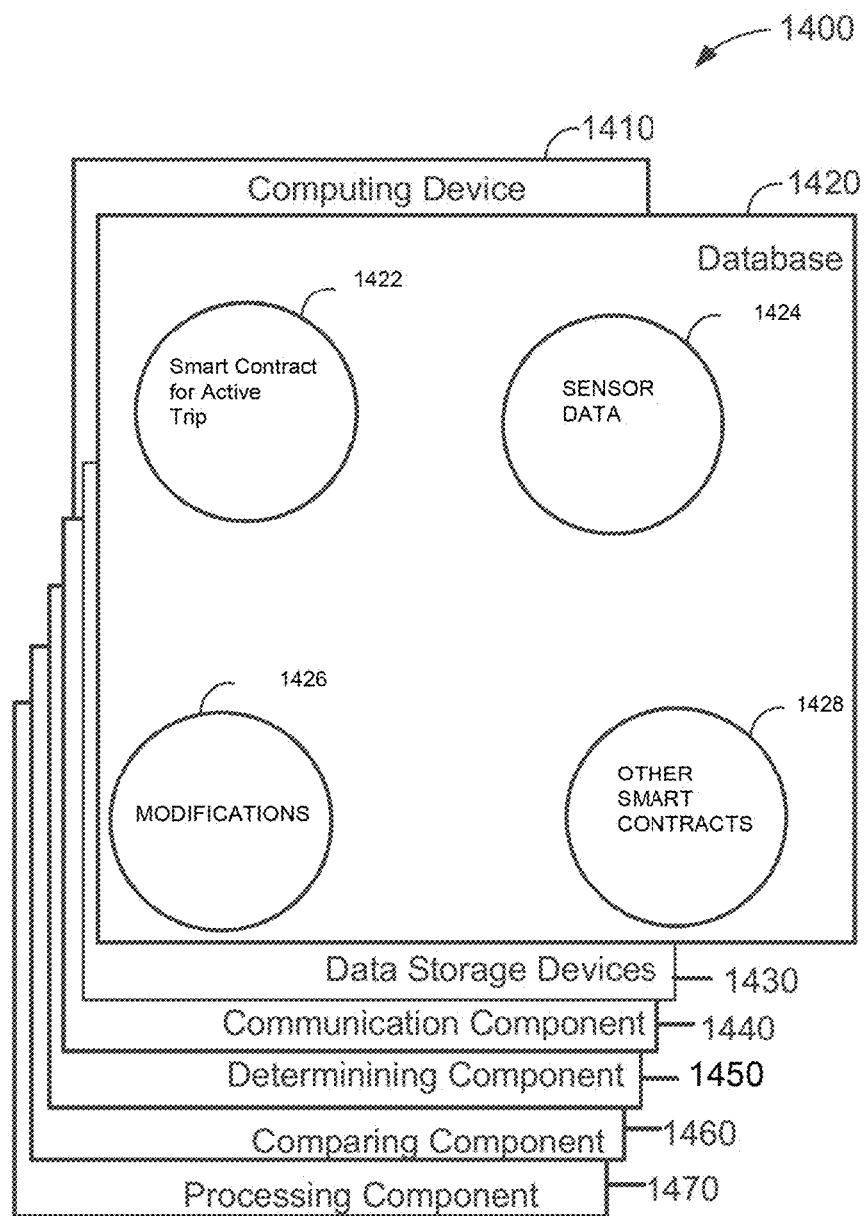 1400
1410
Computing Device
1420
Database
1422
Smart Contract
for Active
Trip
1424
SENSOR
DATA
1426
MODIFICATIONS
1428
OTHER
SMART
CONTRACTS
Data Storage Devices
1430
Communication Component
1440
Determinining Component
1450
Comparing Component
1460
Processing Component
1470